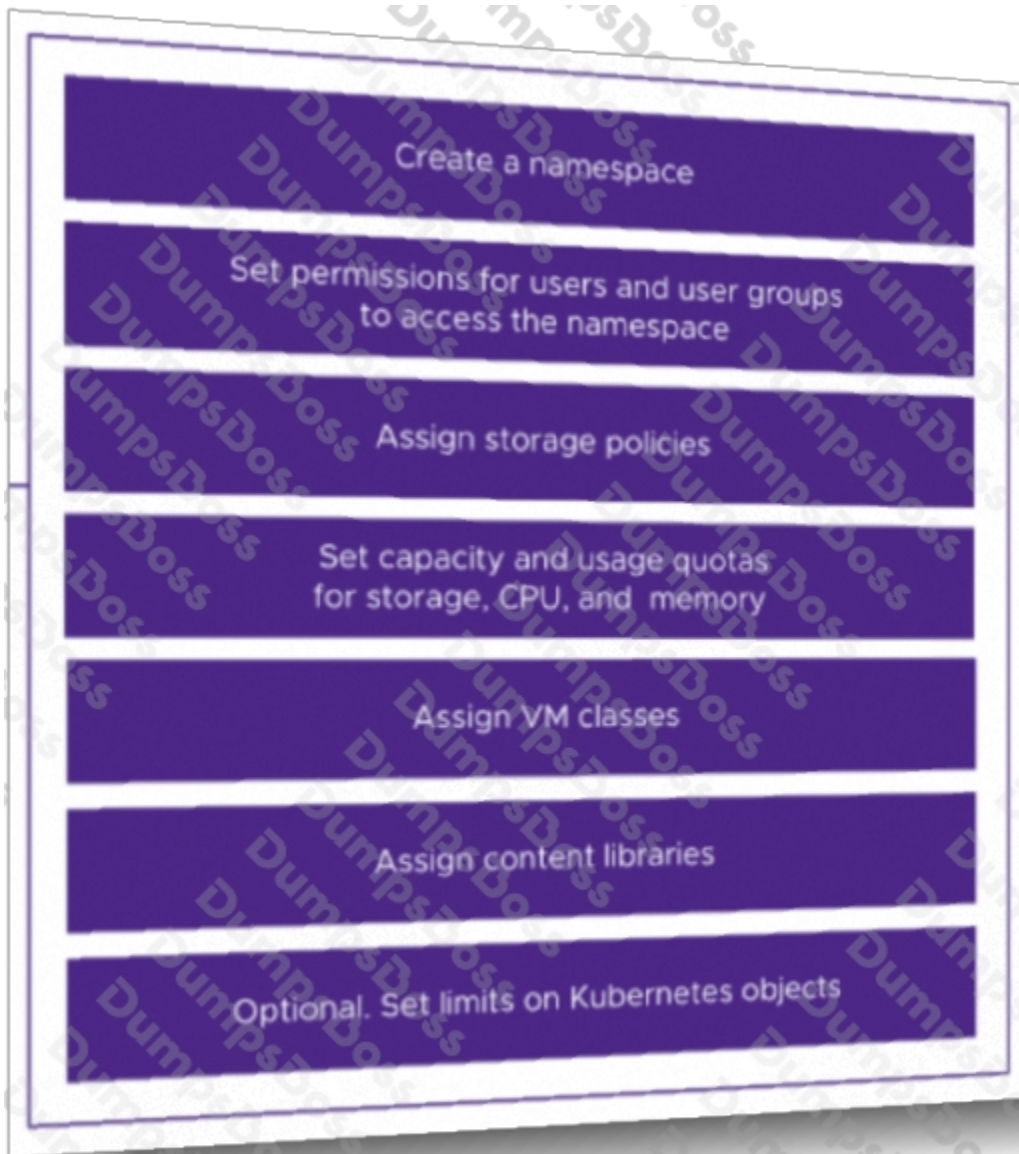 Create a namespace
Set permissions for users and user groups
to access the namespace
Assign storage policies
Set capacity and usage quotas
for storage, CPU, and memory
Assign VM classes
Assign content libraries
Optional. Set limits on Kubernetes objects
DumpsDoss